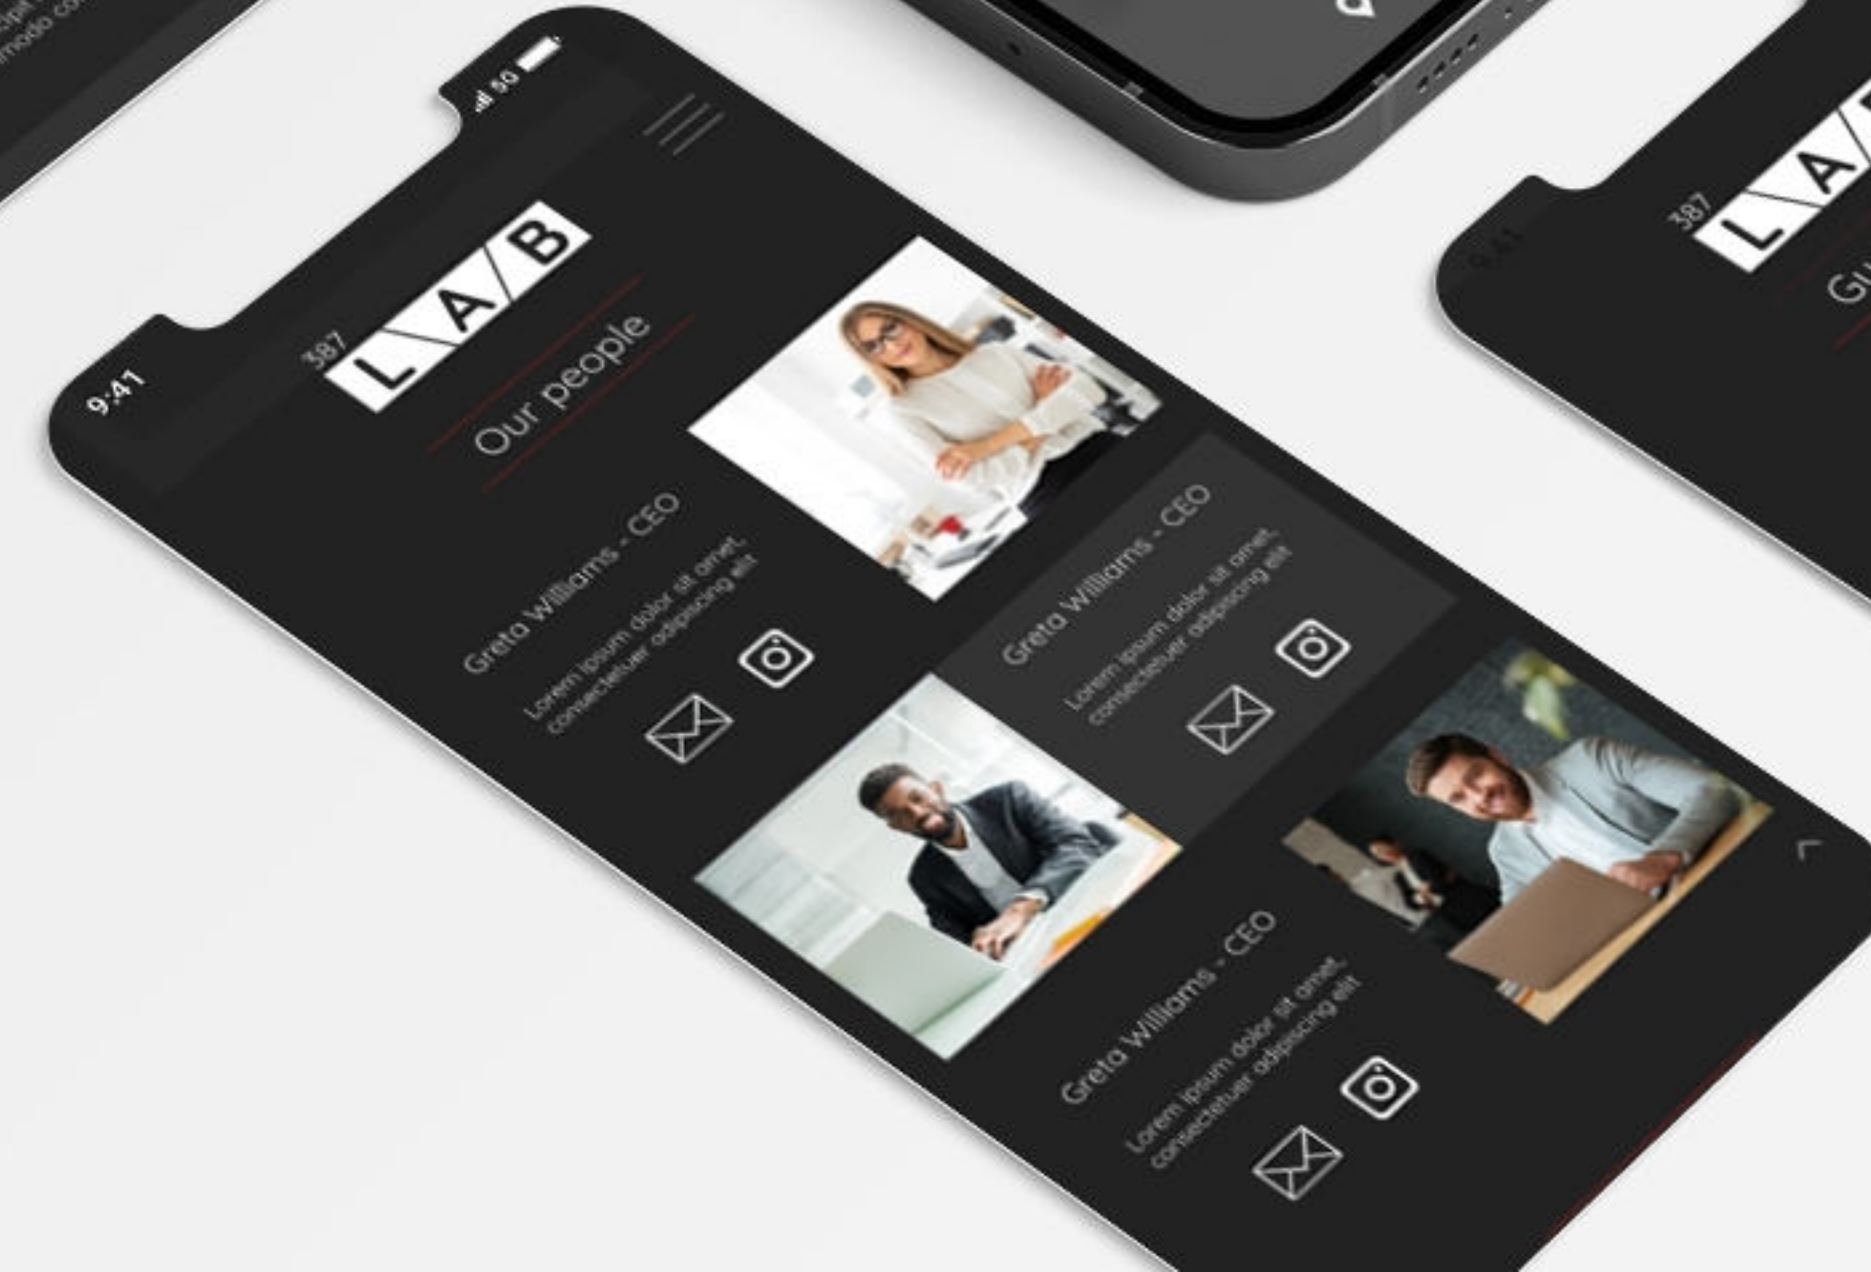 9:41
5G
387
L\A/B
Our people
Greta Williams - CEO
Lorem ipsum dolor sit amet,
consectetuer adipiscing elit
Greta Williams - CEO
Lorem ipsum dolor sit amet,
consectetuer adipiscing elit
Greta Williams - CEO
Lorem ipsum dolor sit amet,
consectetuer adipiscing elit
9:41
387
L\A/